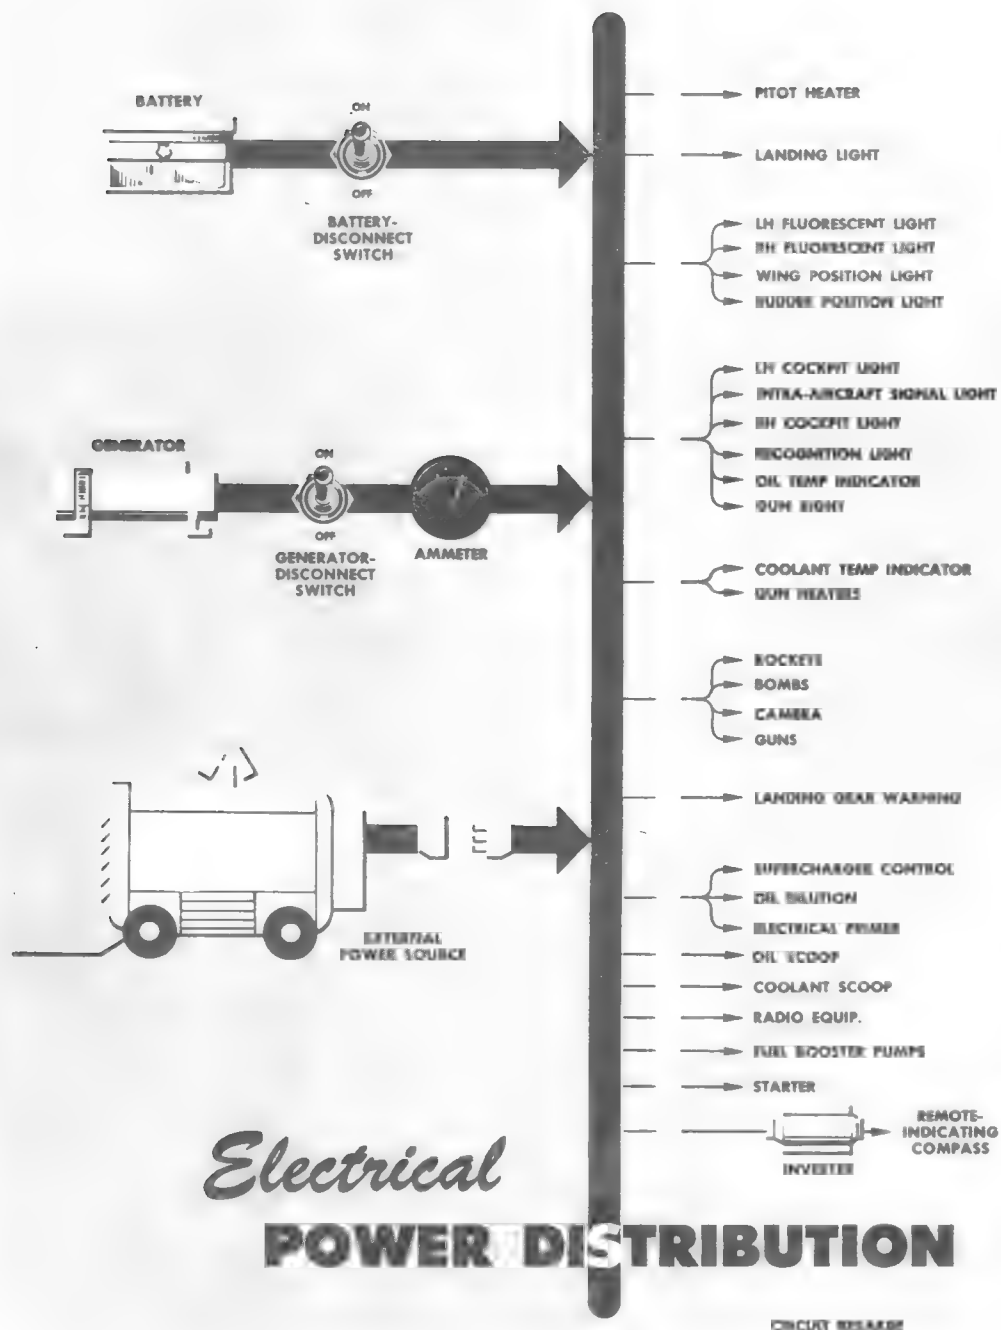 BATTERY
ON
OFF
BATTERY-
DISCONNECT
SWITCH
GENERATOR
ON
OFF
GENERATOR-
DISCONNECT
SWITCH
AMMETER
EXTERNAL
POWER SOURCE
PITOT HEATER
LANDING LIGHT
LH FLUORESCENT LIGHT
RH FLUORESCENT LIGHT
WING POSITION LIGHT
RUDDER POSITION LIGHT
LH COCKPIT LIGHT
INTRA-AIRCRAFT SIGNAL LIGHT
RH COCKPIT LIGHT
RECOGNITION LIGHT
OIL TEMP INDICATOR
GUN SIGHT
COOLANT TEMP INDICATOR
GUN HEATERS
ROCKETS
BOMBS
CAMERA
GUNS
LANDING GEAR WARNING
SUPERCHARGER CONTROL
OIL DILUTION
ELECTRICAL PRIMER
OIL SCOOP
COOLANT SCOOP
RADIO EQUIP.
FUEL BOOSTER PUMPS
STARTER
INVERTER
REMOTE-
INDICATING
COMPASS
Electrical
POWER DISTRIBUTION
CIRCUIT